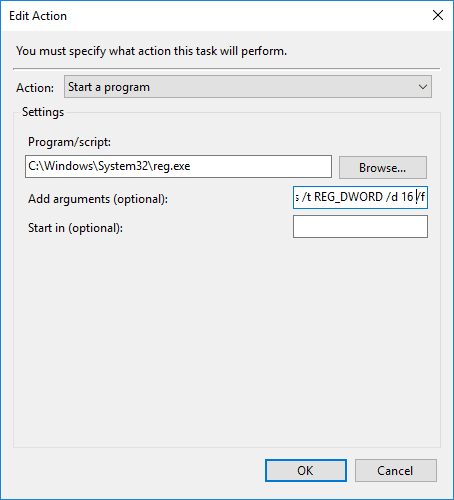 Edit Action
You must specify what action this task will perform.
Action: Start a program
Settings
Program/script:
C:\Windows\System32\reg.exe Browse...
Add arguments (optional): s /t REG_DWORD /d 16 /f
Start in (optional):
OK Cancel